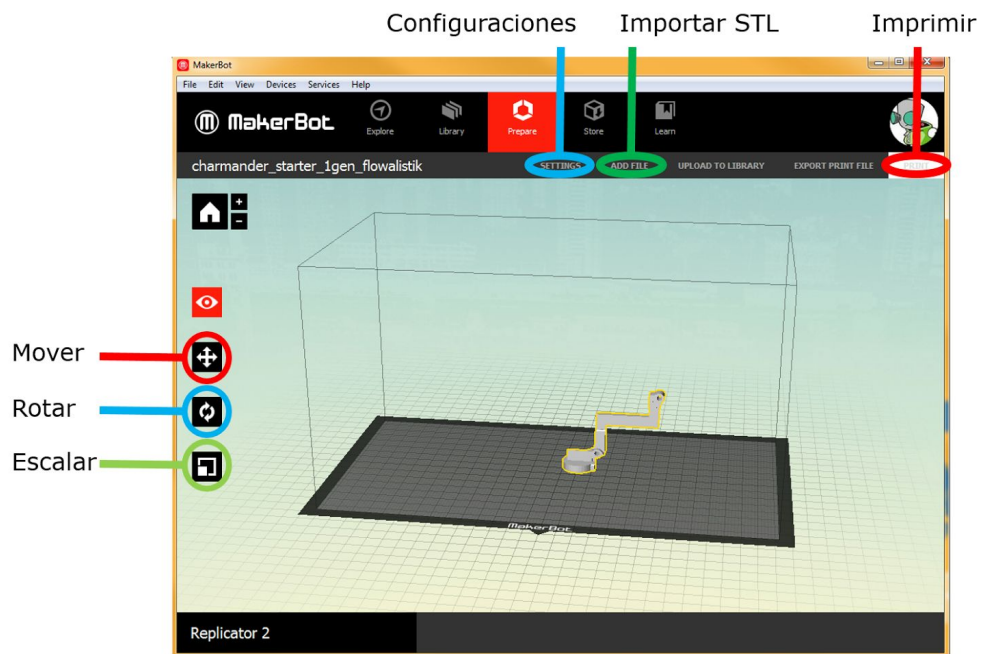 Configuraciones Importar STL Imprimir
MakerBot
File Edit View Devices Services Help
MakerBot
Explore Library Prepare Store Learn
charmander_starter_1gen_flowalistik SETTINGS ADD FILE UPLOAD TO LIBRARY EXPORT PRINT FILE PRINT
Mover
Rotar
Escalar
MakerBot
Replicator 2